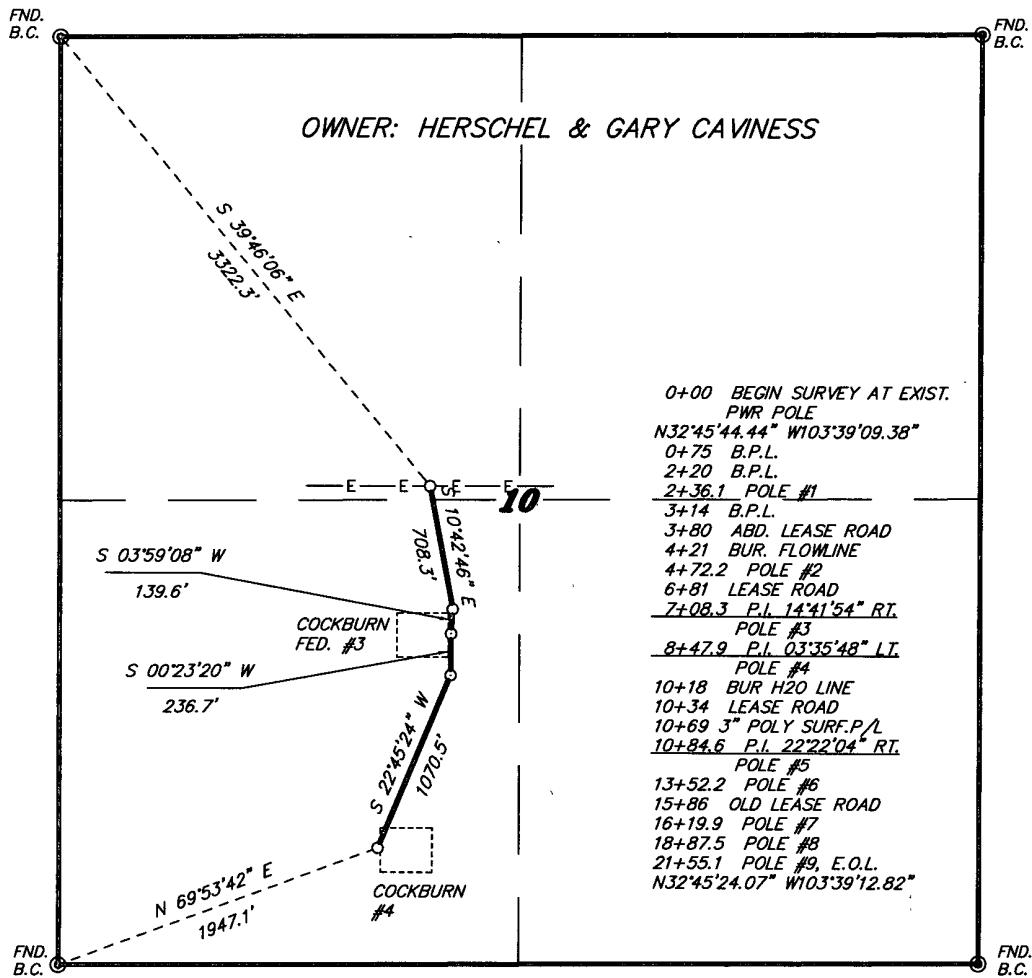 FND.
B.C.
FND.
B.C.
OWNER: HERSCHEL & GARY CAVINESS
S 39°46'06" E
3322.3'
E E E E
10
S 10°42'46" E
708.3'
S 03°59'08" W
139.6'
COCKBURN
FED. #3
S 00°23'20" W
236.7'
S 22°45'24" W
1070.5'
COCKBURN
#4
N 69°53'42" E
1947.1'
0+00 BEGIN SURVEY AT EXIST.
PWR POLE
N32°45'44.44" W103°39'09.38"
0+75 B.P.L.
2+20 B.P.L.
2+36.1 POLE #1
3+14 B.P.L.
3+80 ABD. LEASE ROAD
4+21 BUR. FLOWLINE
4+72.2 POLE #2
6+81 LEASE ROAD
7+08.3 P.I. 14°41'54" RT.
POLE #3
8+47.9 P.I. 03°35'48" LT.
POLE #4
10+18 BUR H2O LINE
10+34 LEASE ROAD
10+69 3" POLY SURF.P/L
10+84.6 P.I. 22°22'04" RT.
POLE #5
13+52.2 POLE #6
15+86 OLD LEASE ROAD
16+19.9 POLE #7
18+87.5 POLE #8
21+55.1 POLE #9, E.O.L.
N32°45'24.07" W103°39'12.82"
FND.
B.C.
FND.
B.C.